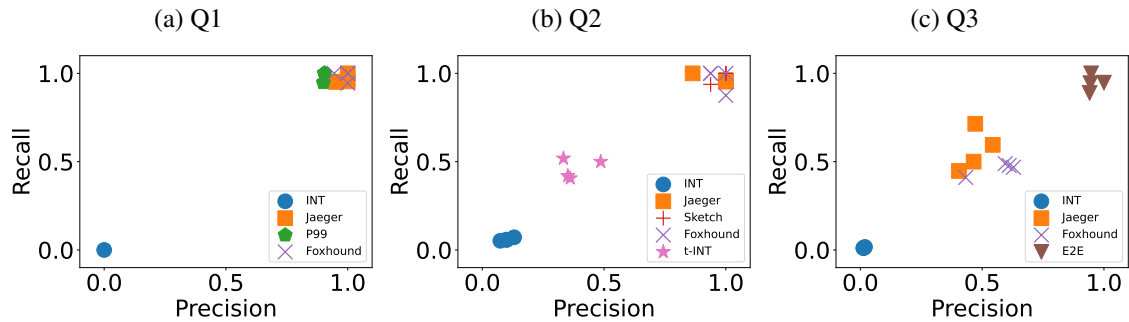 (a) Q1
(b) Q2
(c) Q3
1.0
0.5
0.0
Recall
0.0
0.5
1.0
Precision
INT
Jaeger
P99
Foxhound
1.0
0.5
0.0
Recall
0.0
0.5
1.0
Precision
INT
Jaeger
Sketch
Foxhound
t-INT
1.0
0.5
0.0
Recall
0.0
0.5
1.0
Precision
INT
Jaeger
Foxhound
E2E